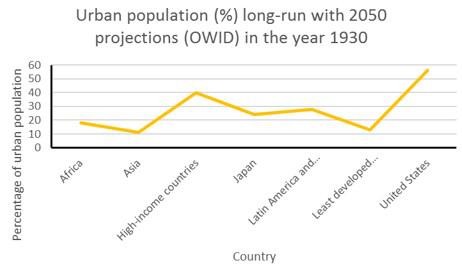 Urban population (%) long-run with 2050
projections (OWID) in the year 1930
Percentage of urban population
60
50
40
30
20
10
0
Africa
Asia
High-income countries
Japan
Latin America and...
Least developed...
United States
Country